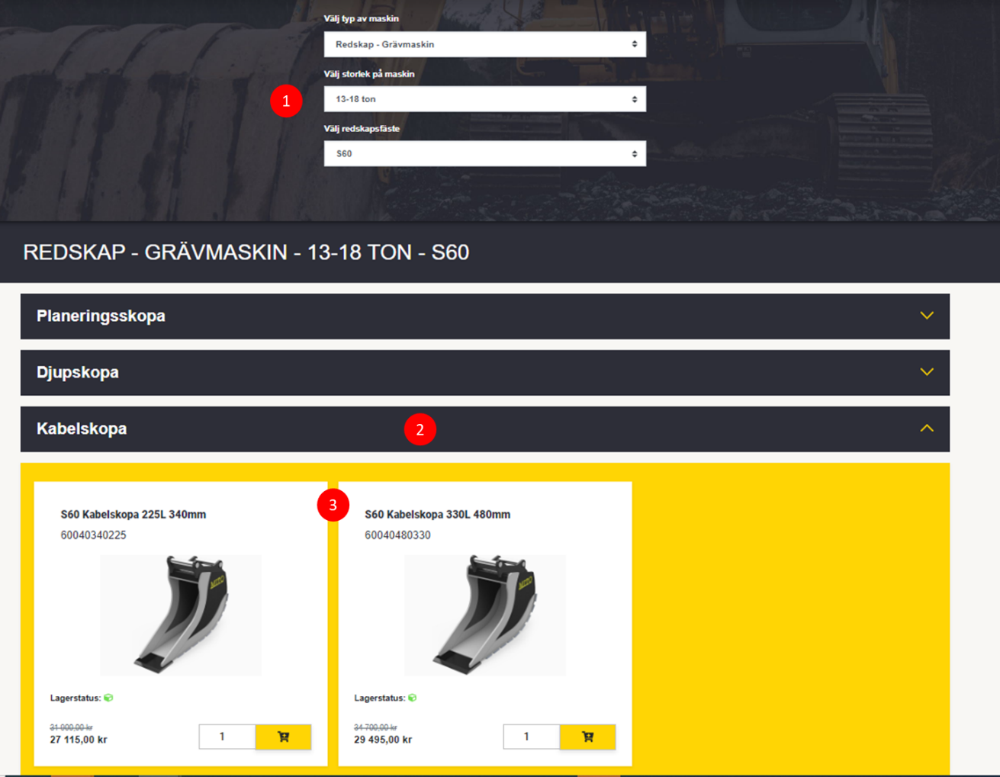 Välj typ av maskin
Redskap - Grävmaskin
Välj storlek på maskin
1
13-18 ton
Välj redskapsfäste
S60
REDSKAP - GRÄVMASKIN - 13-18 TON - S60
Planeringsskopa
Djupskopa
Kabelskopa
2
3
S60 Kabelskopa 225L 340mm
60040340225
MITO
Lagerstatus:
31 000,00 kr
27 115,00 kr
1
S60 Kabelskopa 330L 480mm
60040480330
MITO
Lagerstatus:
34 700,00 kr
29 495,00 kr
1